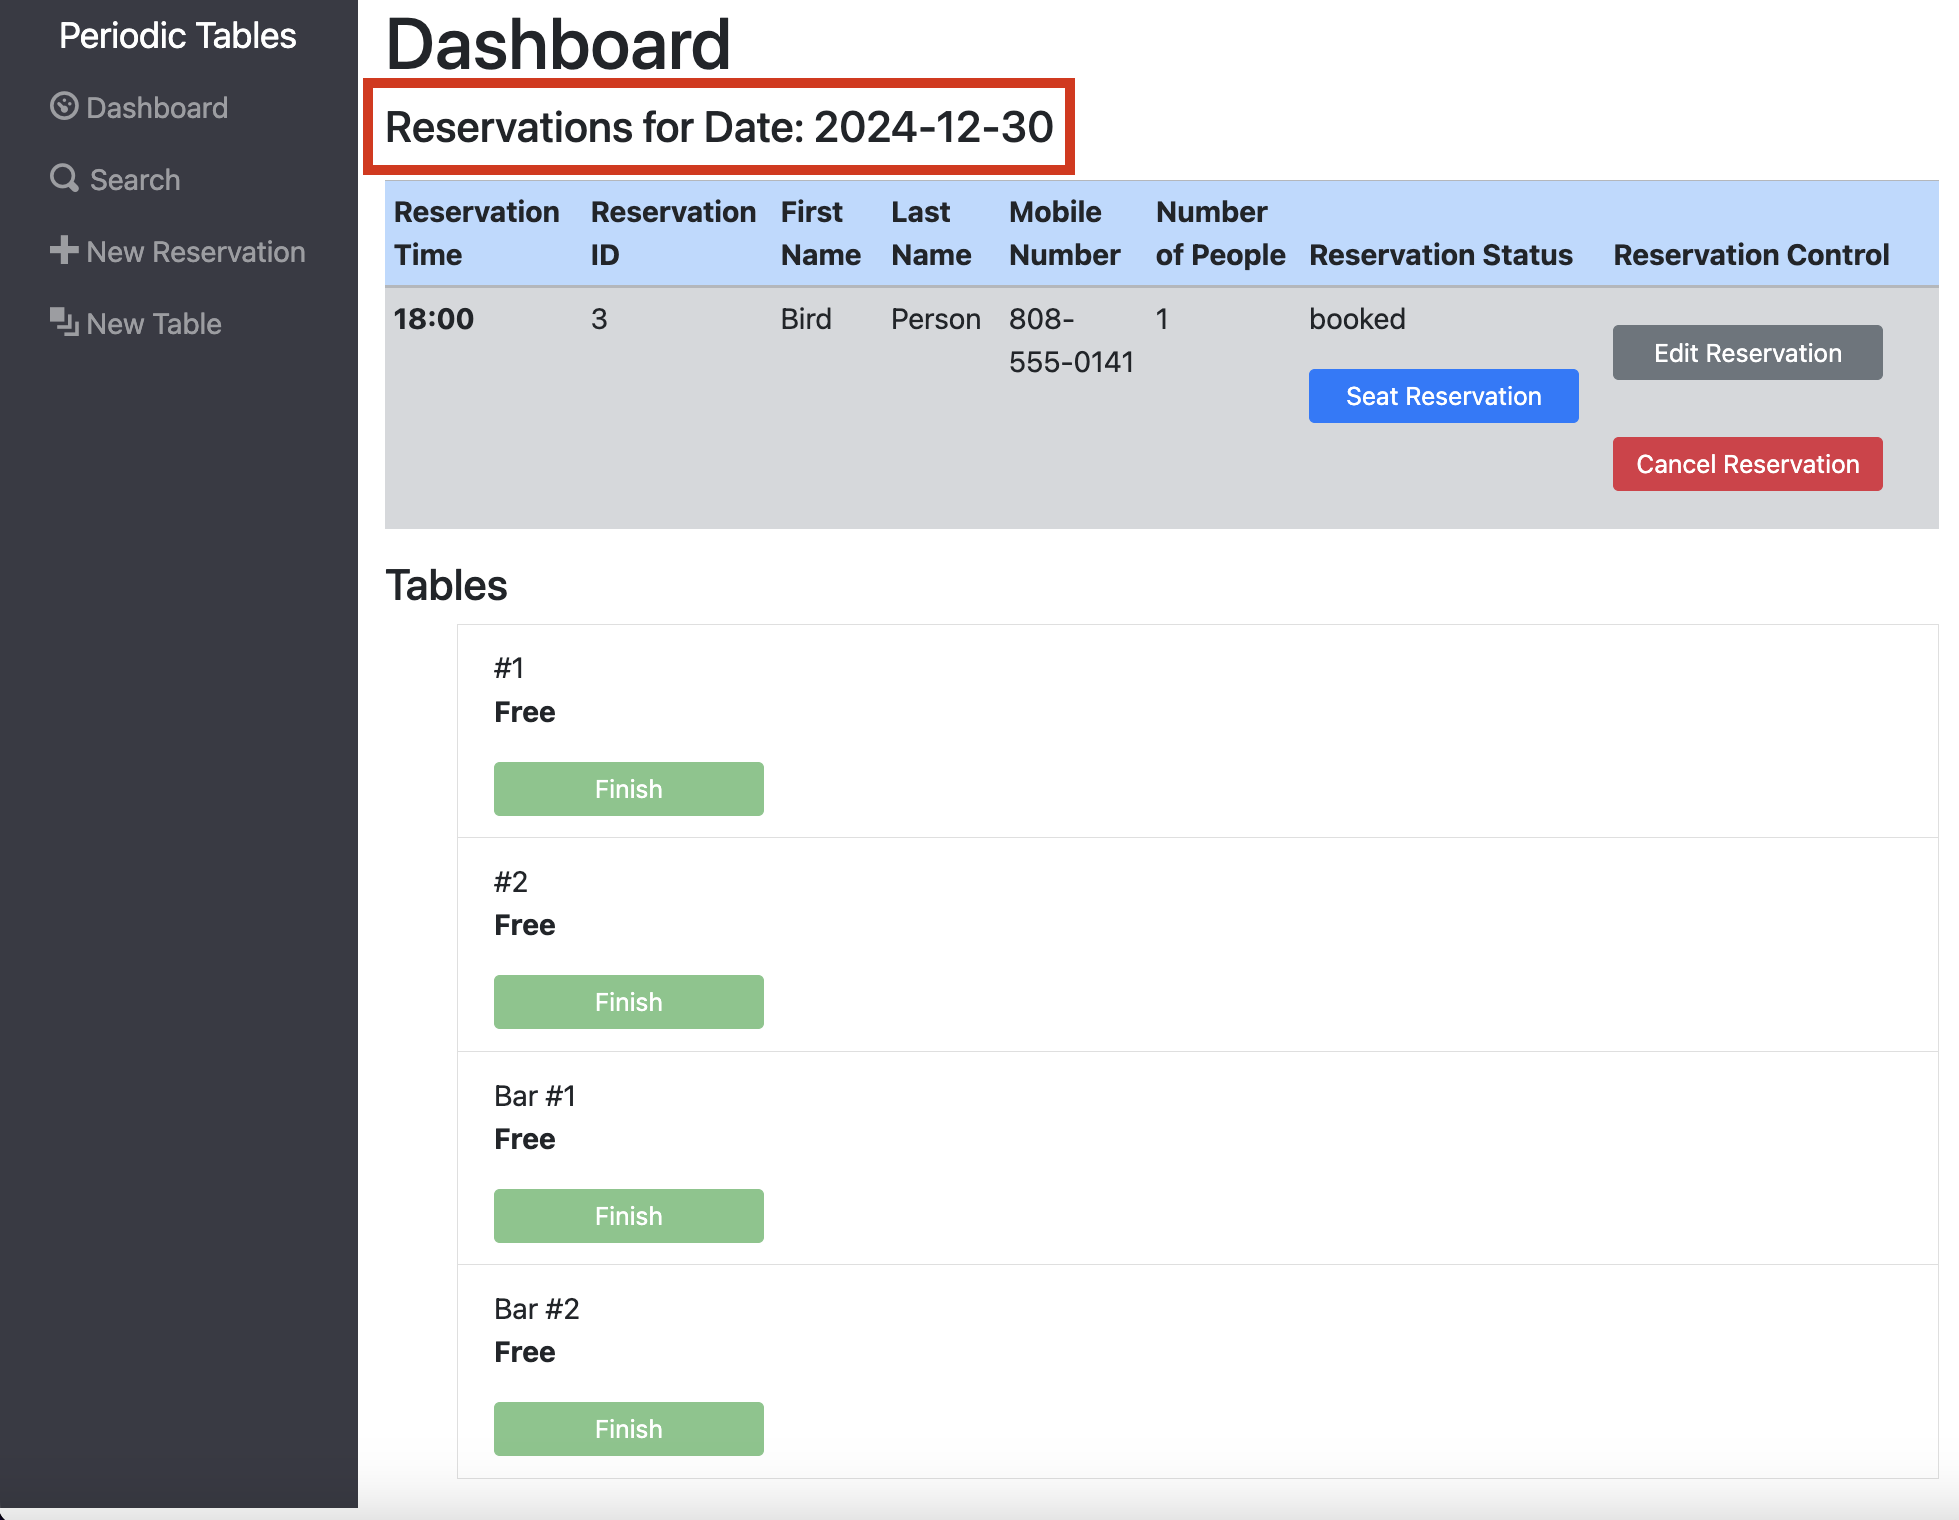 Periodic Tables
Dashboard
Search
New Reservation
New Table
Dashboard
Reservations for Date: 2024-12-30
Reservation Time Reservation ID First Name Last Name Mobile Number Number of People Reservation Status Reservation Control
18:00 3 Bird Person 808-555-0141 1 booked
Seat Reservation
Edit Reservation
Cancel Reservation
Tables
#1
Free
Finish
#2
Free
Finish
Bar #1
Free
Finish
Bar #2
Free
Finish